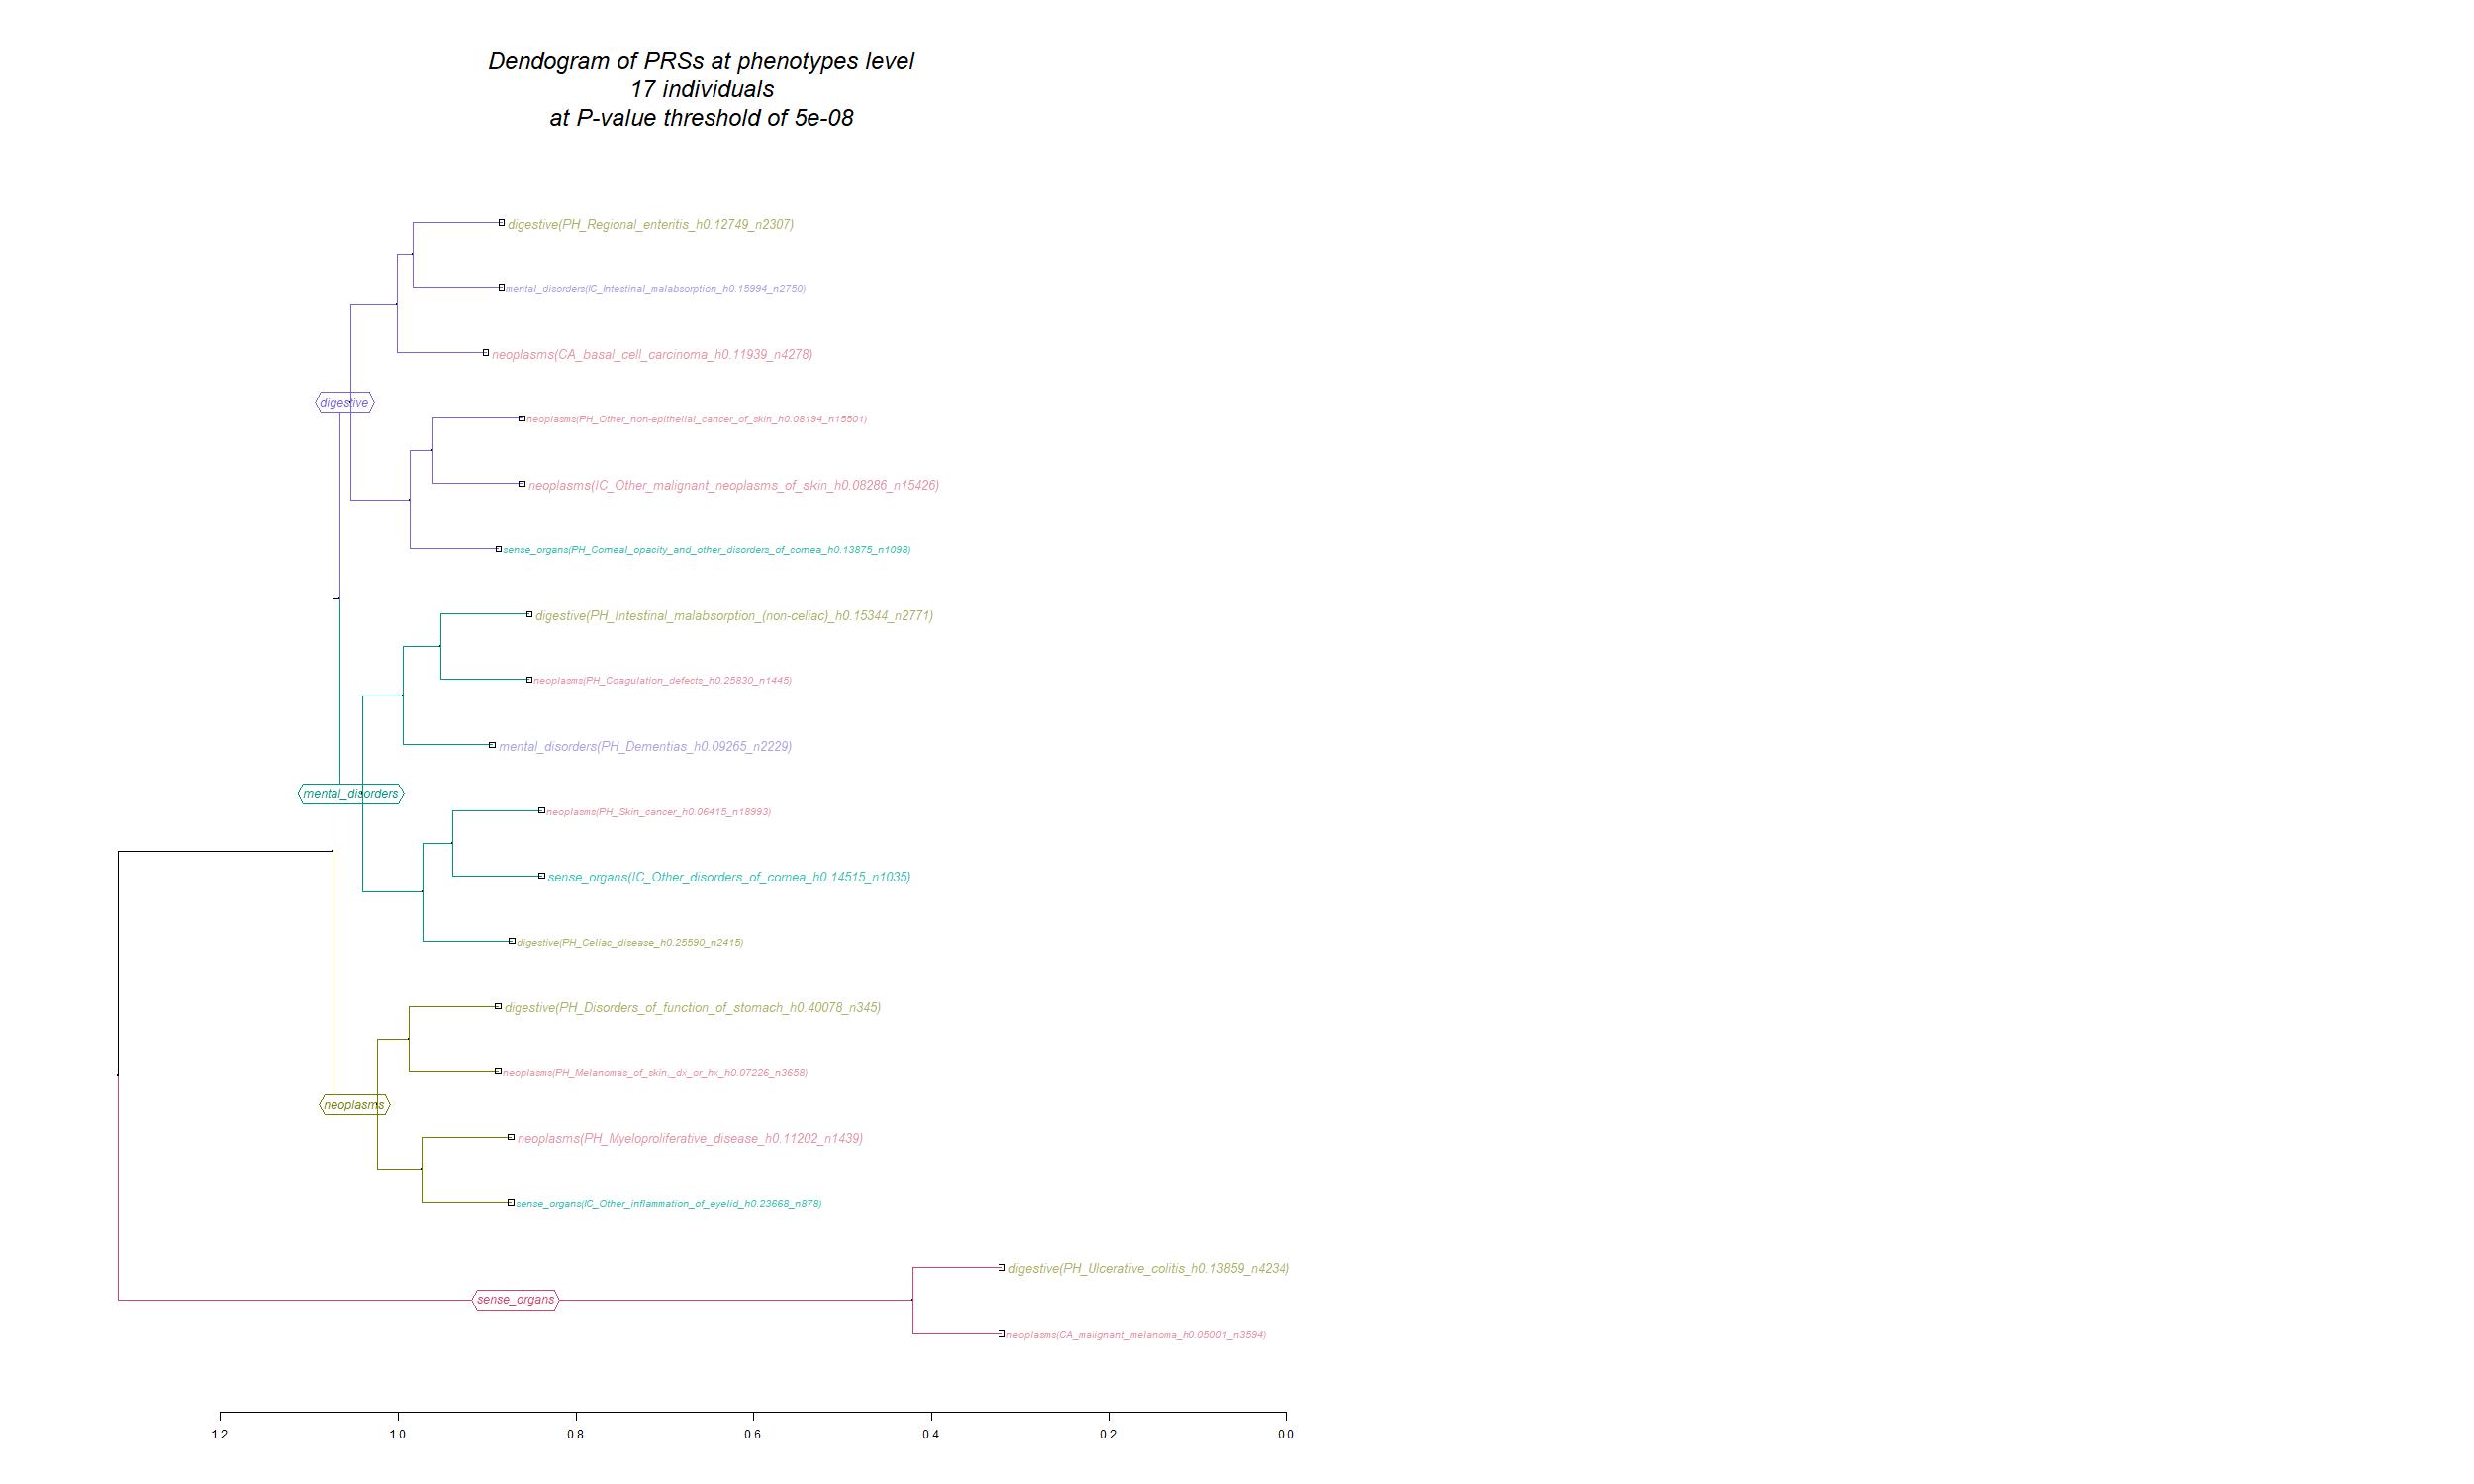 Dendogram of PRSs at phenotypes level
17 individuals
at P-value threshold of 5e-08
digestive(PH_Regional_enteritis_h0.12749_n2307)
mental_disorders(IC_Intestinal_malabsorption_h0.15994_n2750)
neoplasms(CA_basal_cell_carcinoma_h0.11939_n4278)
digestive
neoplasms(PH_Other_non-epithelial_cancer_of_skin_h0.08194_n15501)
neoplasms(IC_Other_malignant_neoplasms_of_skin_h0.08286_n15426)
sense_organs(PH_Corneal_opacity_and_other_disorders_of_cornea_h0.13875_n1098)
digestive(PH_Intestinal_malabsorption_(non-celiac)_h0.15344_n2771)
neoplasms(PH_Coagulation_defects_h0.25830_n1445)
mental_disorders(PH_Dementias_h0.09265_n2229)
mental_disorders
neoplasms(PH_Skin_cancer_h0.06415_n18993)
sense_organs(IC_Other_disorders_of_cornea_h0.14515_n1035)
digestive(PH_Celiac_disease_h0.25590_n2415)
digestive(PH_Disorders_of_function_of_stomach_h0.40078_n345)
neoplasms(PH_Melanomas_of_skin,_dx_or_hx_h0.07226_n3658)
neoplasms
neoplasms(PH_Myeloproliferative_disease_h0.11202_n1439)
sense_organs(IC_Other_inflammation_of_eyelid_h0.23668_n878)
digestive(PH_Ulcerative_colitis_h0.13859_n4234)
sense_organs
neoplasms(CA_malignant_melanoma_h0.05001_n3594)
1.2 1.0 0.8 0.6 0.4 0.2 0.0